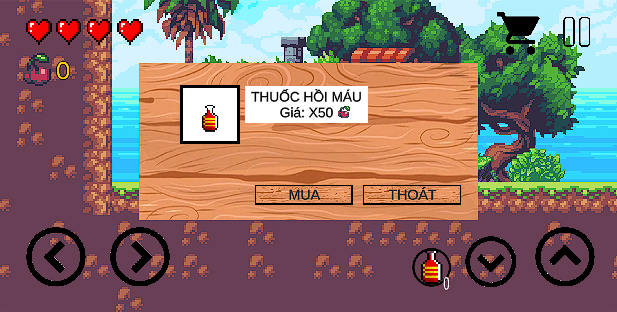 0
THUỐC HỒI MÁU
Giá: X50
MUA
THOÁT
0